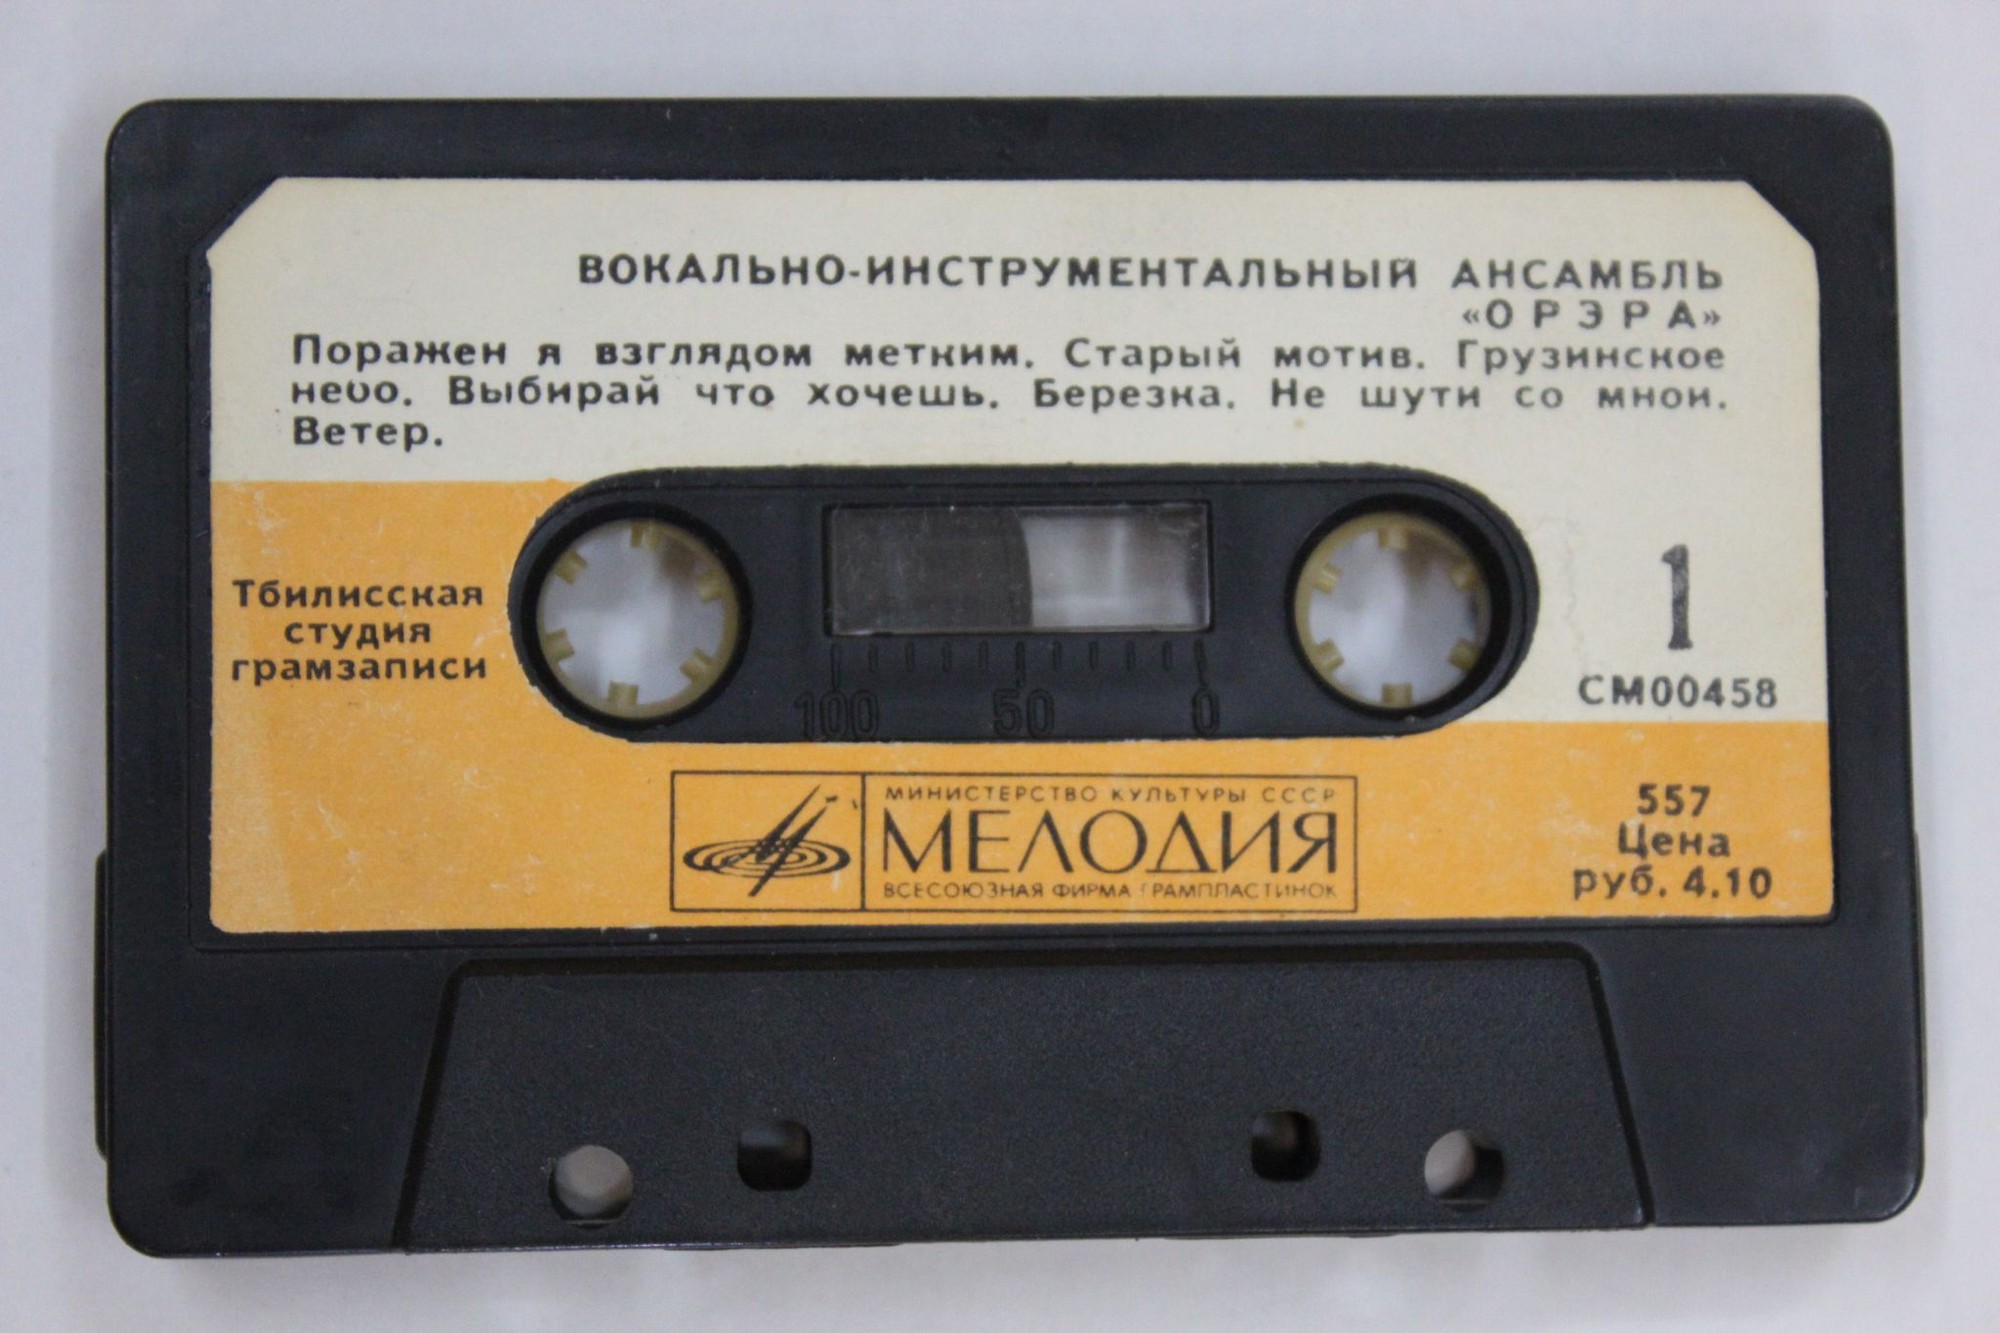 ВОКАЛЬНО-ИНСТРУМЕНТАЛЬНЫЙ АНСАМБЛЬ
«ОРЭРА»
Поражен я взглядом метким. Старый мотив. Грузинское
небо. Выбирай что хочешь. Березка. Не шути со мной.
Ветер.
Тбилисская
студия
грамзаписи
100 50 0
1
СМ00458
МИНИСТЕРСТВО КУЛЬТУРЫ СССР
МЕЛОДИЯ
ВСЕСОЮЗНАЯ ФИРМА ГРАМПЛАСТИНОК
557
Цена
руб. 4.10